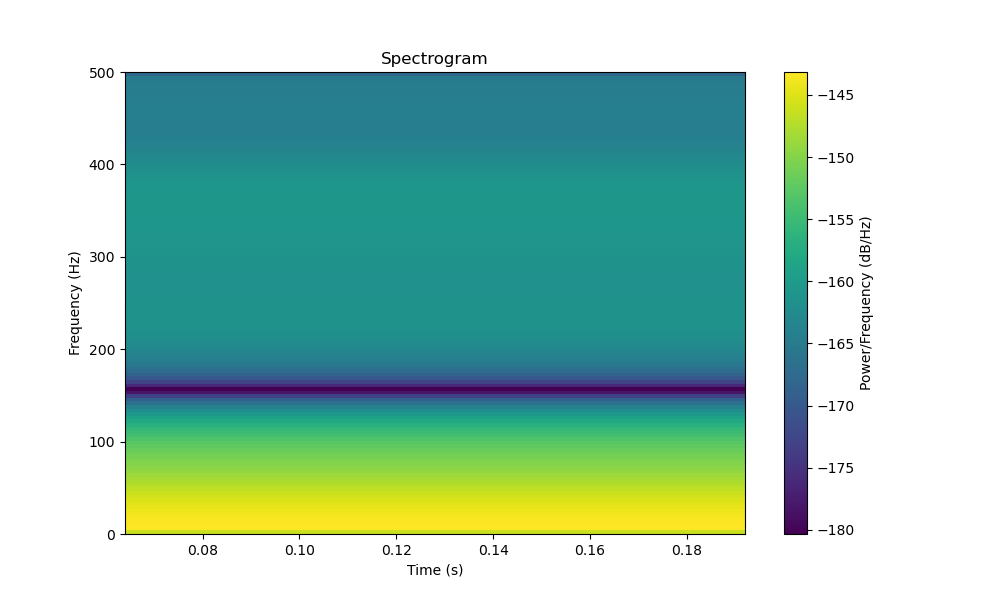 Spectrogram
500
400
300
200
100
0
Frequency (Hz)
0.08 0.10 0.12 0.14 0.16 0.18
Time (s)
−145
−150
−155
−160
−165
−170
−175
−180
Power/Frequency (dB/Hz)